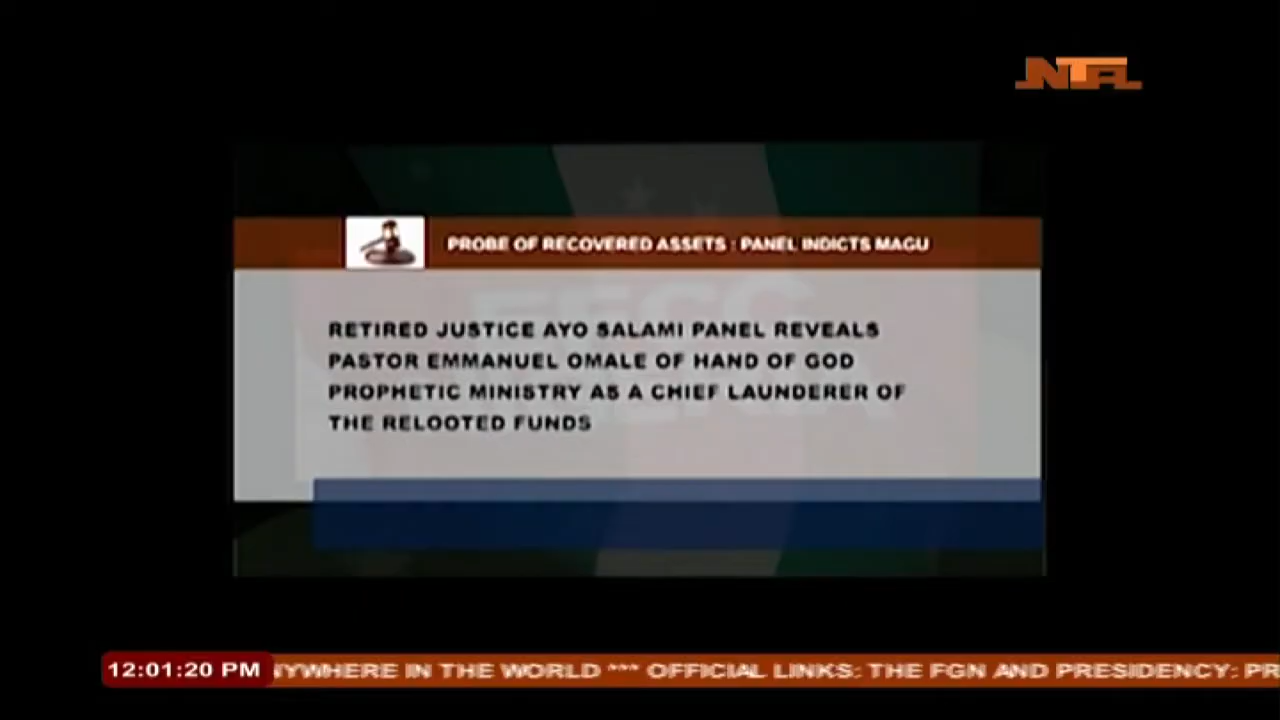 NTA
PROBE OF RECOVERED ASSETS : PANEL INDICTS MAGU
RETIRED JUSTICE AYO SALAMI PANEL REVEALS
PASTOR EMMANUEL OMALE OF HAND OF GOD
PROPHETIC MINISTRY AS A CHIEF LAUNDERER OF
THE RELOOTED FUNDS
12:01:20 PM YWHERE IN THE WORLD *** OFFICIAL LINKS: THE FGN AND PRESIDENCY: PR